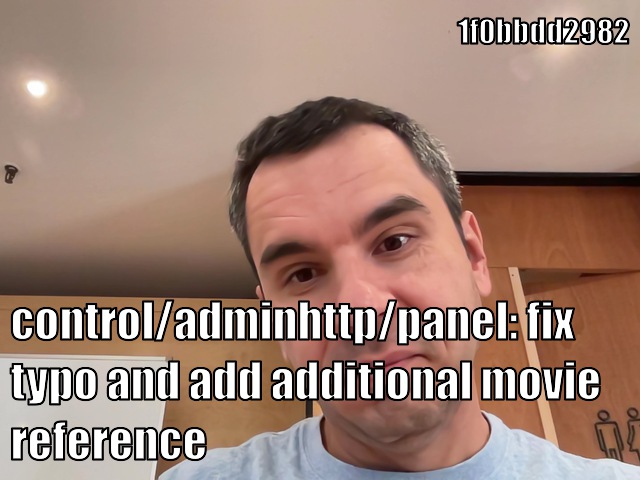 1f0bbdd2982
control/adminhttp/panel: fix
typo and add additional movie
reference